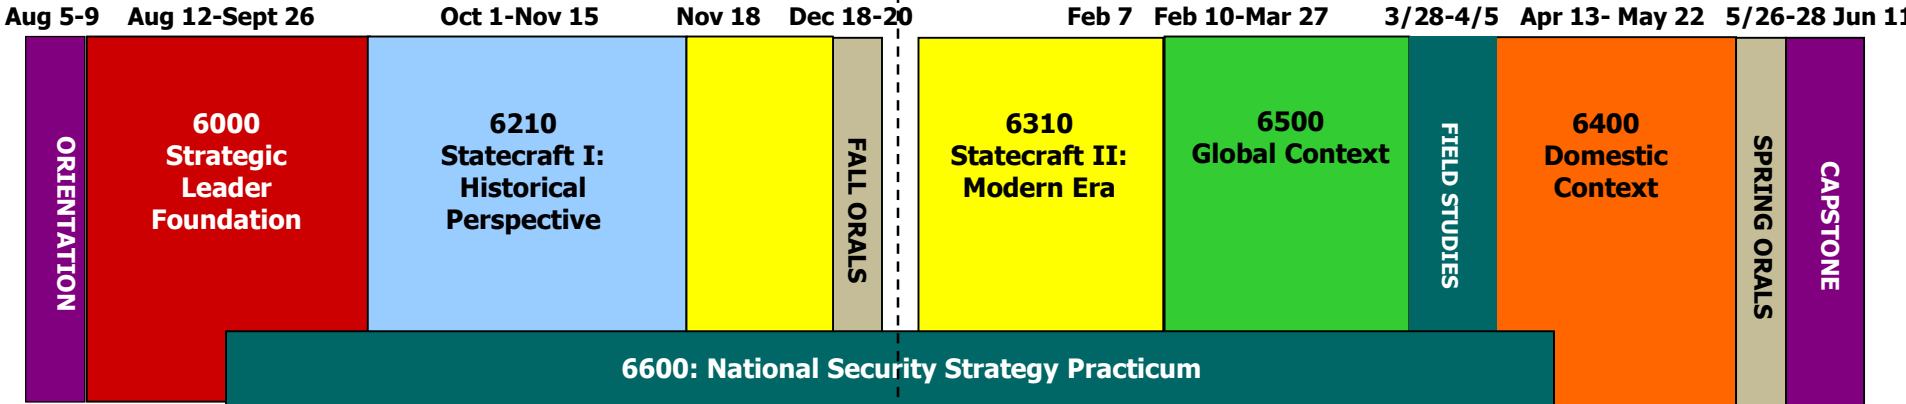 Aug 5-9 Aug 12-Sept 26 Oct 1-Nov 15 Nov 18 Dec 18-20 Feb 7 Feb 10-Mar 27 3/28-4/5 Apr 13- May 22 5/26-28 Jun 11
ORIENTATION
6000
Strategic
Leader
Foundation
6210
Statecraft I:
Historical
Perspective
FALL ORALS
6310
Statecraft II:
Modern Era
6500
Global Context
FIELD STUDIES
6400
Domestic
Context
SPRING ORALS
CAPSTONE
6600: National Security Strategy Practicum